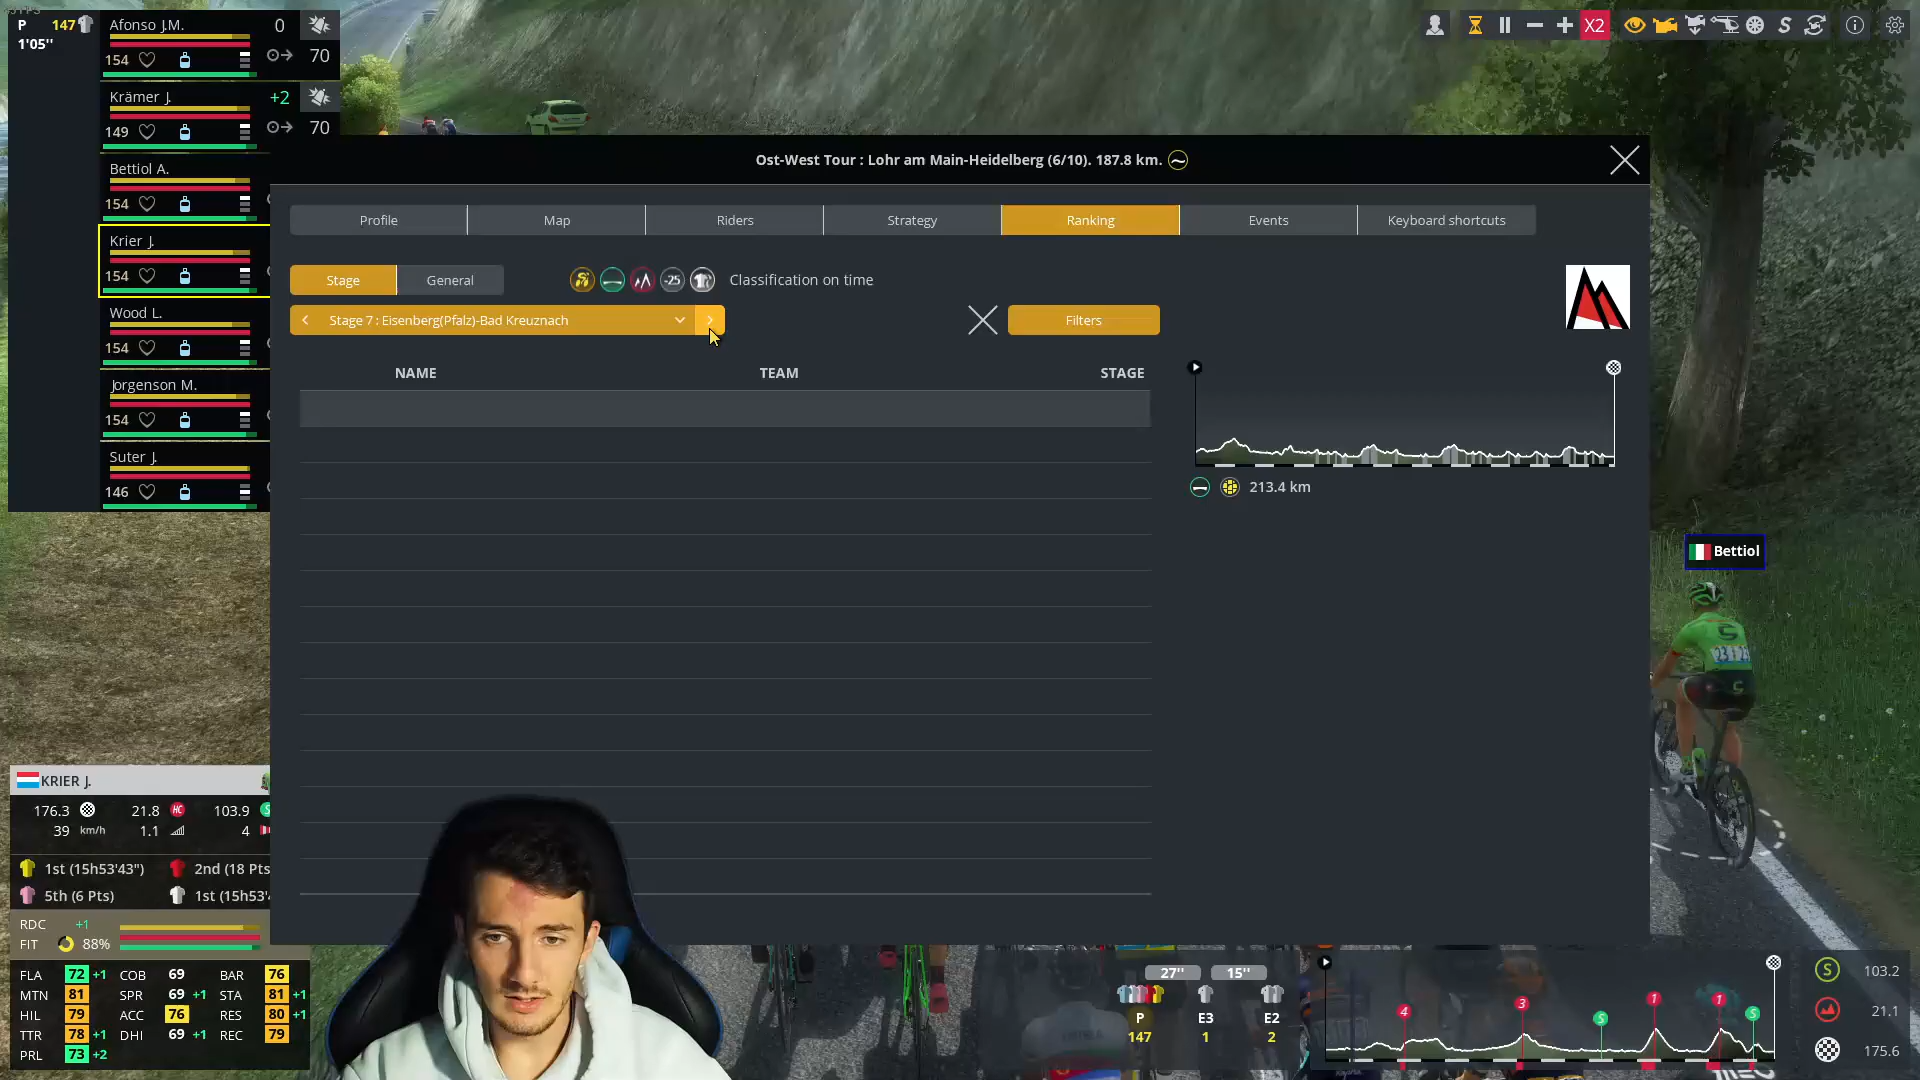 P 147
1'05''
Afonso J.M. 0
154 70
Krämer J. +2
149 70
Bettiol A.
154
Krier J.
154
Wood L.
154
Jorgenson M.
154
Suter J.
146
X2
Ost-West Tour : Lohr am Main-Heidelberg (6/10). 187.8 km.
Profile Map Riders Strategy Ranking Events Keyboard shortcuts
Stage General -25 Classification on time
Stage 7 : Eisenberg(Pfalz)-Bad Kreuznach Filters
NAME TEAM STAGE
213.4 km
Bettiol
KRIER J.
176.3 21.8 HC 103.9 S
39 km/h 1.1 4
1st (15h53'43") 2nd (18 Pts
5th (6 Pts) 1st (15h53'4
RDC +1
FIT 88%
FLA 72 +1 COB 69 BAR 76
MTN 81 SPR 69 +1 STA 81 +1
HIL 79 ACC 76 RES 80 +1
TTR 78 +1 DHI 69 +1 REC 79
PRL 73 +2
27'' 15''
P E3 E2
147 1 2
4 3 S 1 1 S
S 103.2
21.1
175.6